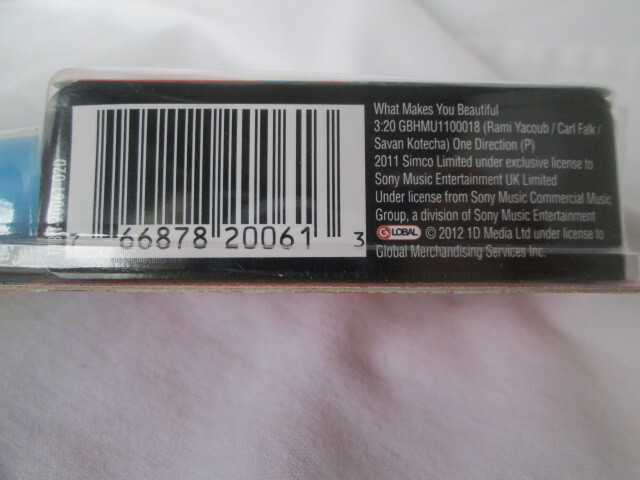 What Makes You Beautiful
3:20 GBHMU1100018 (Rami Yacoub / Carl Falk /
Savan Kotecha) One Direction (P)
2011 Simco Limited under exclusive license to
Sony Music Entertainment UK Limited
Under license from Sony Music Commercial Music
Group, a division of Sony Music Entertainment
GLOBAL © 2012 1D Media Ltd under license to
Global Merchandising Services Inc.
7 66878 20061 3